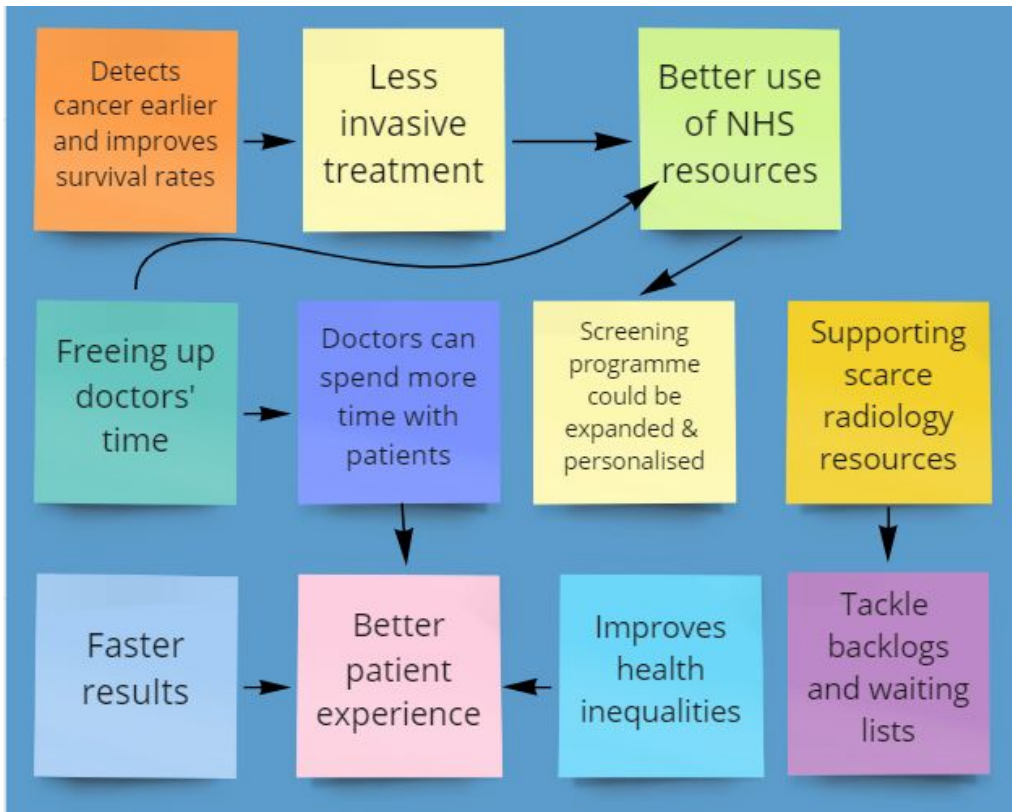 Detects
cancer earlier
and improves
survival rates
Less
invasive
treatment
Better use
of NHS
resources
Freeing up
doctors'
time
Doctors can
spend more
time with
patients
Screening
programme
could be
expanded &
personalised
Supporting
scarce
radiology
resources
Faster
results
Better
patient
experience
Improves
health
inequalities
Tackle
backlogs
and waiting
lists